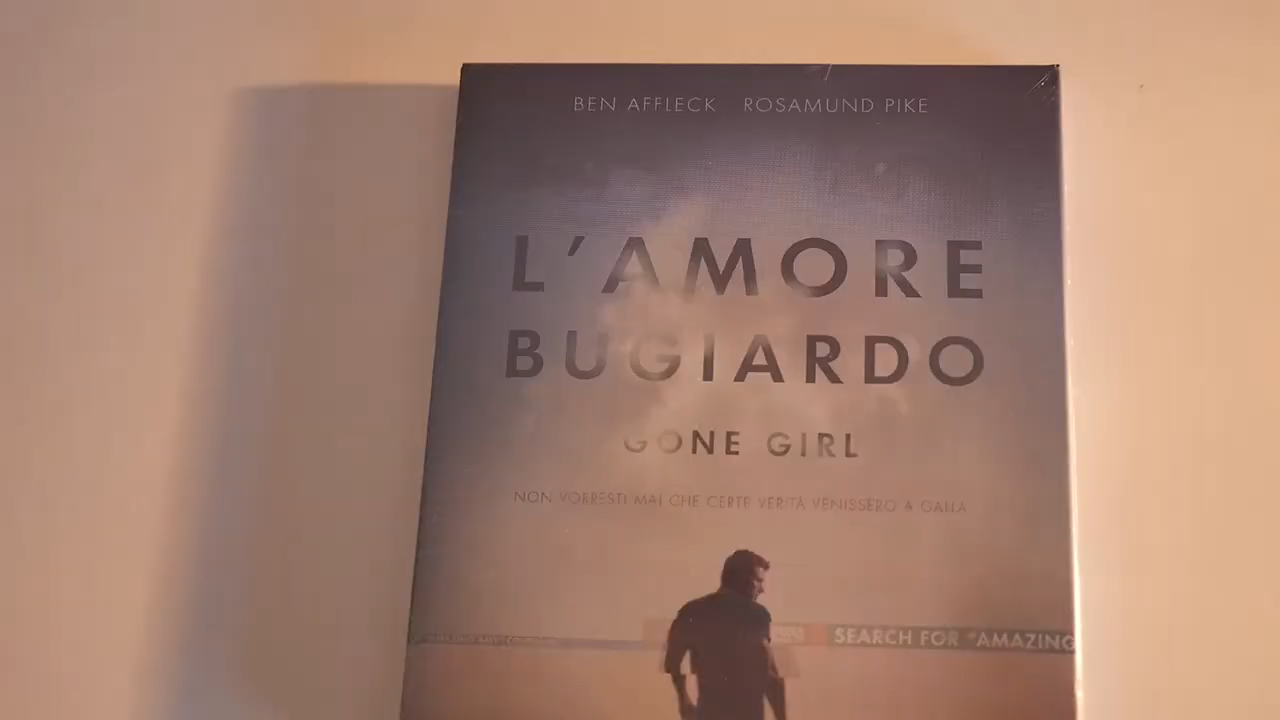 BEN AFFLECK ROSAMUND PIKE
L'AMORE
BUGIARDO
GONE GIRL
NON VORRESTI MAI CHE CERTE VERITÀ VENISSERO A GALLA
SEARCH FOR "AMAZING